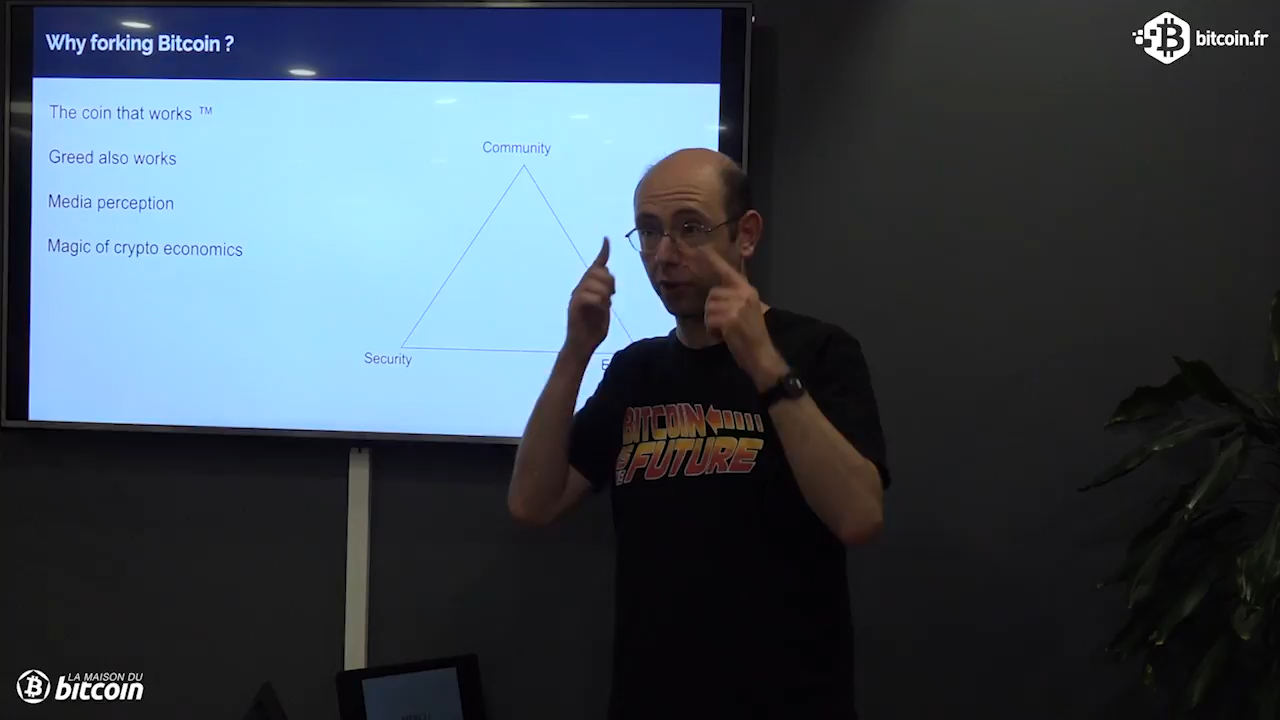 Why forking Bitcoin ?
bitcoin.fr
The coin that works ™
Greed also works
Media perception
Magic of crypto economics
Community
Security
BITCOIN
FUTURE
LA MAISON DU
bitcoin